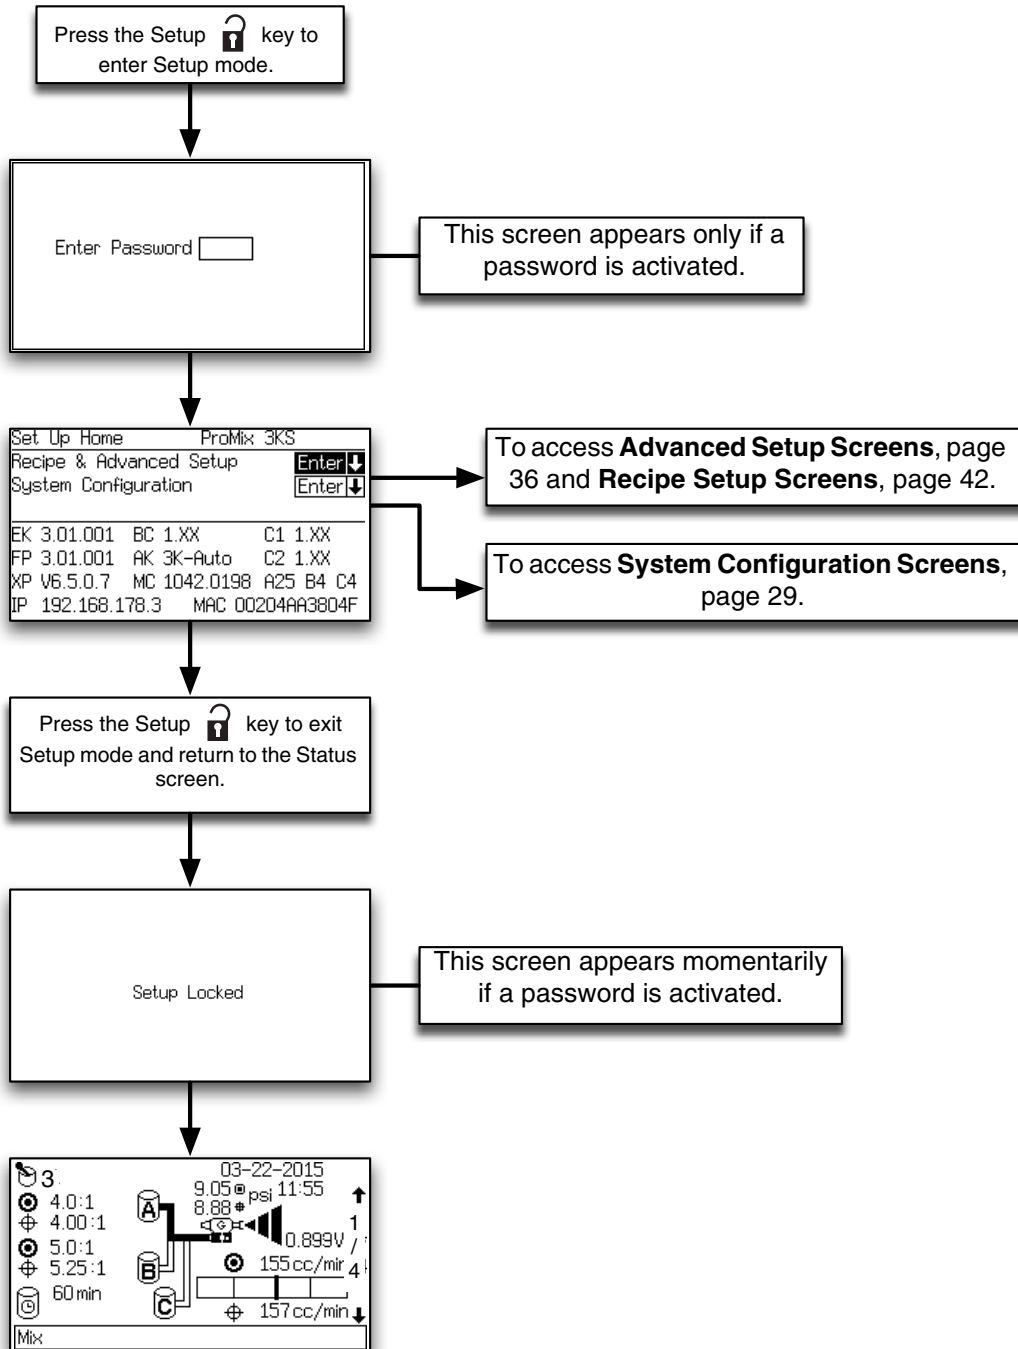 Press the Setup key to
enter Setup mode.
Enter Password
This screen appears only if a
password is activated.
Set Up Home ProMix 3KS
Recipe & Advanced Setup Enter
System Configuration Enter
EK 3.01.001 BC 1.XX C1 1.XX
FP 3.01.001 AK 3K-Auto C2 1.XX
XP V6.5.0.7 MC 1042.0198 A25 B4 C4
IP 192.168.178.3 MAC 00204AA3804F
To access Advanced Setup Screens, page
36 and Recipe Setup Screens, page 42.
To access System Configuration Screens,
page 29.
Press the Setup key to exit
Setup mode and return to the Status
screen.
Setup Locked
This screen appears momentarily
if a password is activated.
03-22-2015
3
9.05 psi 11:55
4.0:1
A
8.88
4.00:1
G
1
5.0:1
0.899V
/
5.25:1
B
155cc/min
4
60min
C
157cc/min
Mix